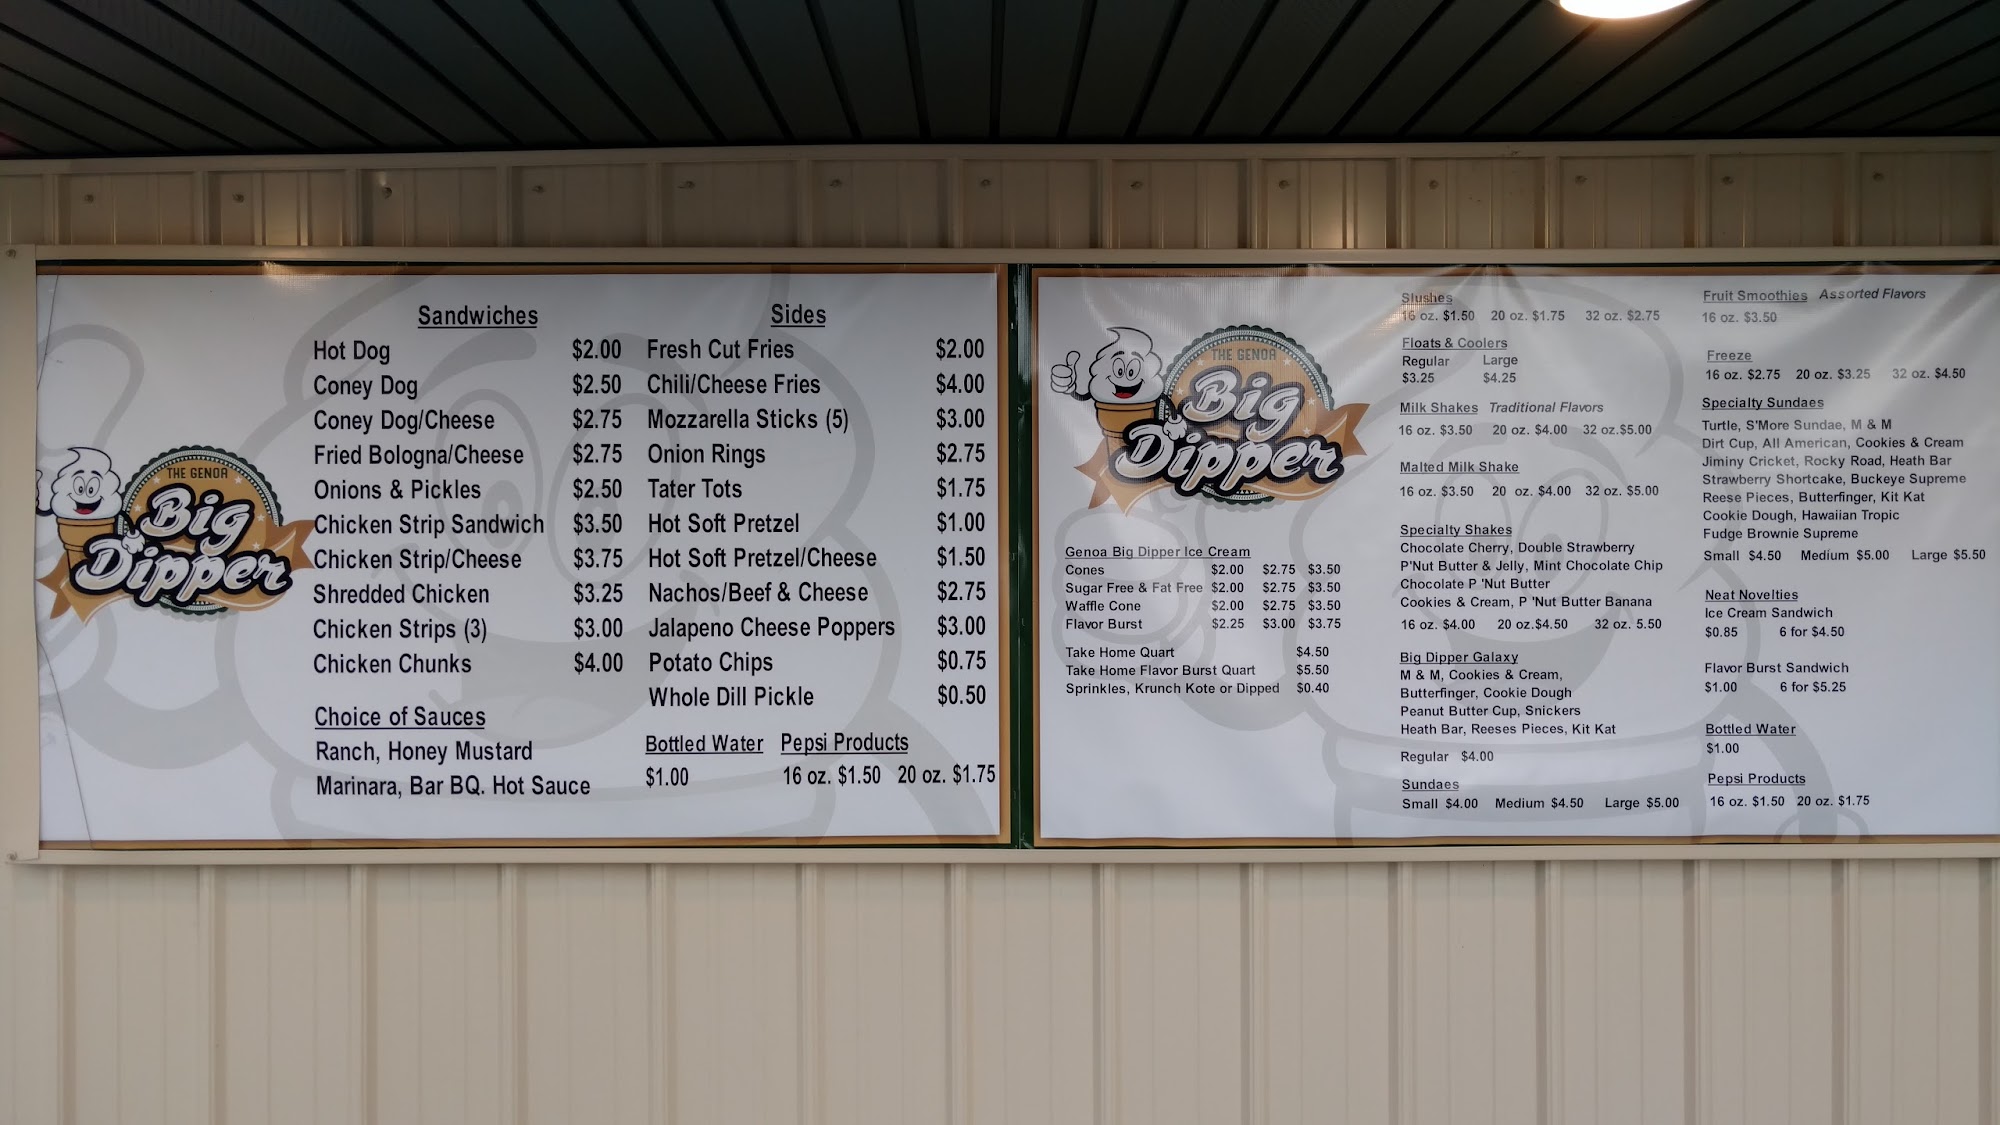 THE GENOA
Big
Dipper
Sandwiches
Hot Dog $2.00
Coney Dog $2.50
Coney Dog/Cheese $2.75
Fried Bologna/Cheese $2.75
Onions & Pickles $2.50
Chicken Strip Sandwich $3.50
Chicken Strip/Cheese $3.75
Shredded Chicken $3.25
Chicken Strips (3) $3.00
Chicken Chunks $4.00
Choice of Sauces
Ranch, Honey Mustard
Marinara, Bar BQ. Hot Sauce
Sides
Fresh Cut Fries $2.00
Chili/Cheese Fries $4.00
Mozzarella Sticks (5) $3.00
Onion Rings $2.75
Tater Tots $1.75
Hot Soft Pretzel $1.00
Hot Soft Pretzel/Cheese $1.50
Nachos/Beef & Cheese $2.75
Jalapeno Cheese Poppers $3.00
Potato Chips $0.75
Whole Dill Pickle $0.50
Bottled Water Pepsi Products
$1.00 16 oz. $1.50 20 oz. $1.75
THE GENOA
Big
Dipper
Genoa Big Dipper Ice Cream
Cones $2.00 $2.75 $3.50
Sugar Free & Fat Free $2.00 $2.75 $3.50
Waffle Cone $2.00 $2.75 $3.50
Flavor Burst $2.25 $3.00 $3.75
Take Home Quart $4.50
Take Home Flavor Burst Quart $5.50
Sprinkles, Krunch Kote or Dipped $0.40
Slushes
16 oz. $1.50 20 oz. $1.75 32 oz. $2.75
Floats & Coolers
Regular Large
$3.25 $4.25
Milk Shakes Traditional Flavors
16 oz. $3.50 20 oz. $4.00 32 oz.$5.00
Malted Milk Shake
16 oz. $3.50 20 oz. $4.00 32 oz. $5.00
Specialty Shakes
Chocolate Cherry, Double Strawberry
P'Nut Butter & Jelly, Mint Chocolate Chip
Chocolate P 'Nut Butter
Cookies & Cream, P 'Nut Butter Banana
16 oz. $4.00 20 oz.$4.50 32 oz. 5.50
Big Dipper Galaxy
M & M, Cookies & Cream,
Butterfinger, Cookie Dough
Peanut Butter Cup, Snickers
Heath Bar, Reeses Pieces, Kit Kat
Regular $4.00
Sundaes
Small $4.00 Medium $4.50 Large $5.00
Fruit Smoothies Assorted Flavors
16 oz. $3.50
Freeze
16 oz. $2.75 20 oz. $3.25 32 oz. $4.50
Specialty Sundaes
Turtle, S'More Sundae, M & M
Dirt Cup, All American, Cookies & Cream
Jiminy Cricket, Rocky Road, Heath Bar
Strawberry Shortcake, Buckeye Supreme
Reese Pieces, Butterfinger, Kit Kat
Cookie Dough, Hawaiian Tropic
Fudge Brownie Supreme
Small $4.50 Medium $5.00 Large $5.50
Neat Novelties
Ice Cream Sandwich
$0.85 6 for $4.50
Flavor Burst Sandwich
$1.00 6 for $5.25
Bottled Water
$1.00
Pepsi Products
16 oz. $1.50 20 oz. $1.75